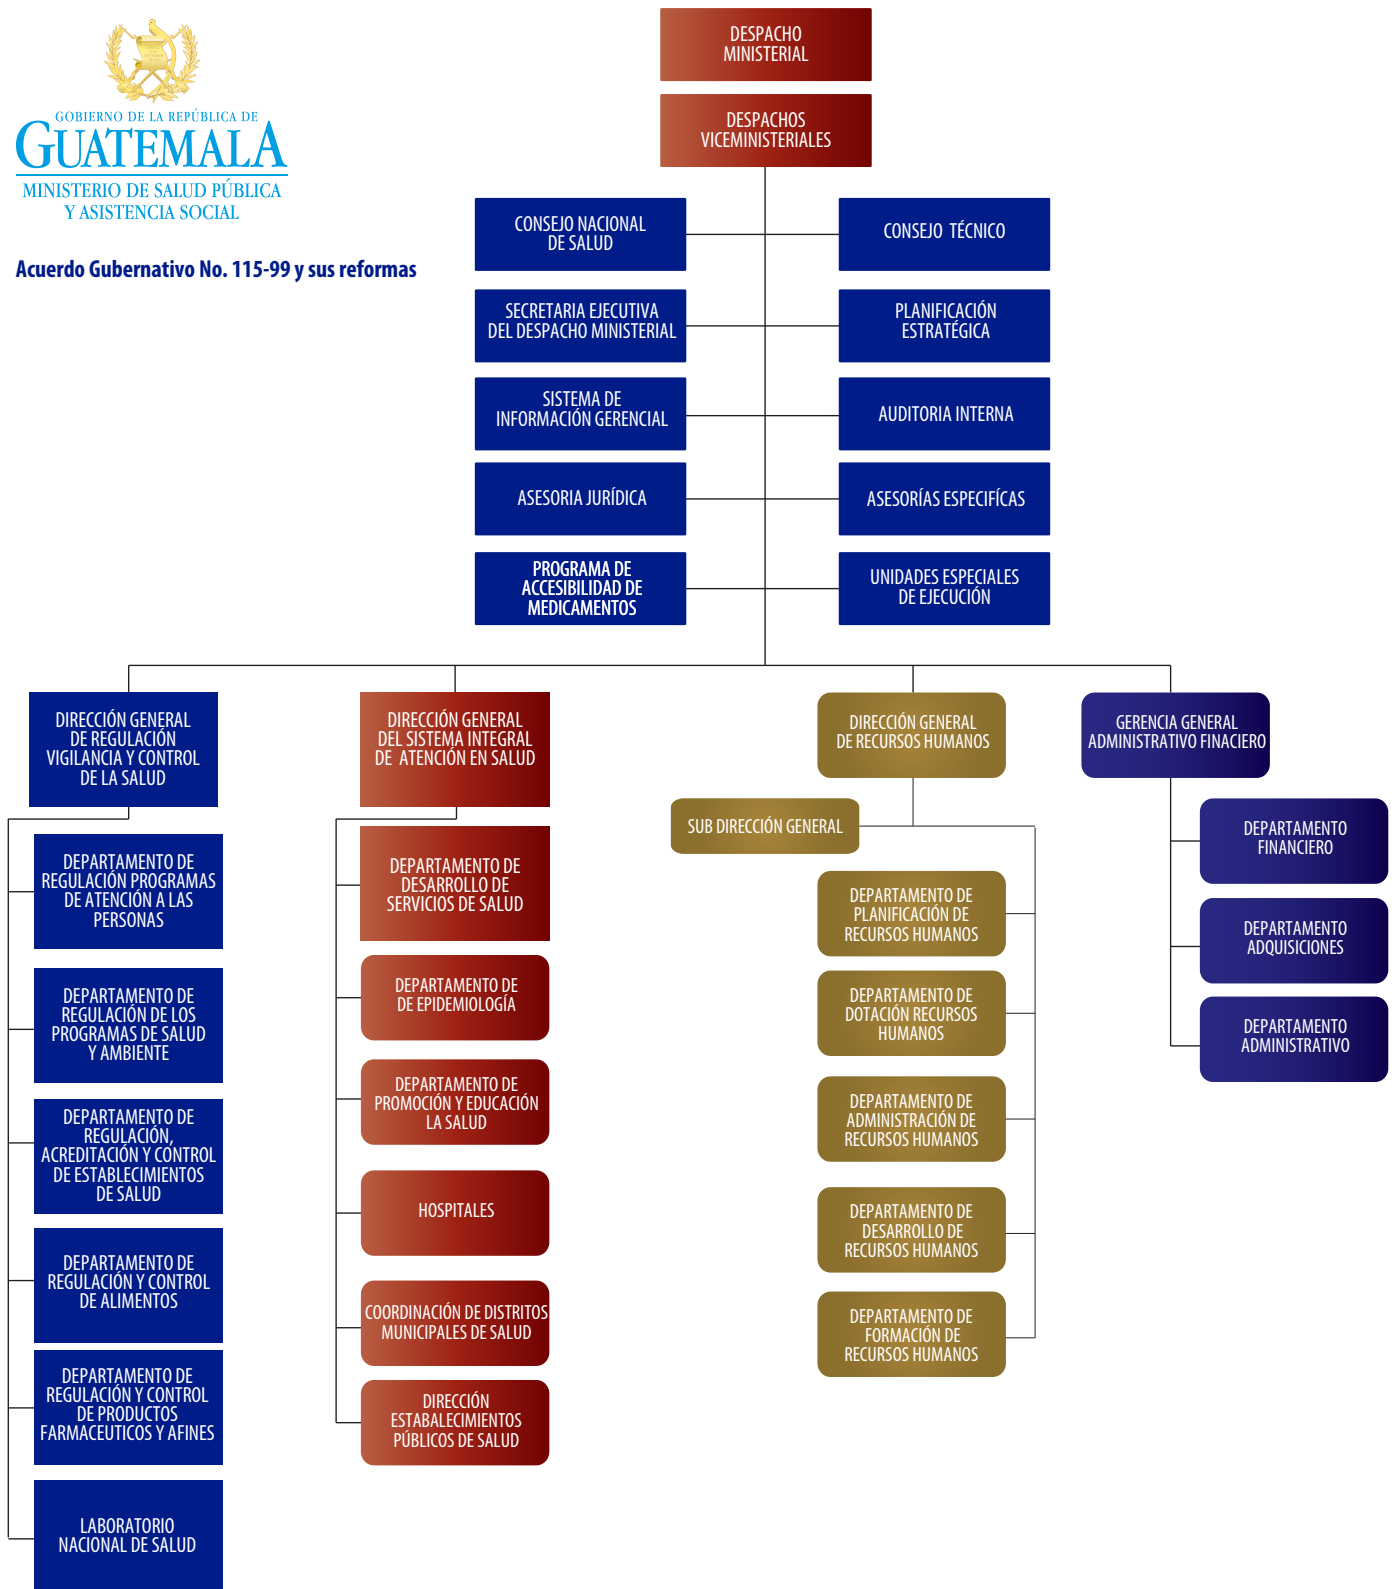 GOBIERNO DE LA REPÚBLICA DE
GUATEMALA
MINISTERIO DE SALUD PÚBLICA
Y ASISTENCIA SOCIAL
Acuerdo Gubernativo No. 115-99 y sus reformas
DESPACHO
MINISTERIAL
DESPACHOS
VICEMINISTERIALES
CONSEJO NACIONAL
DE SALUD
CONSEJO TÉCNICO
SECRETARIA EJECUTIVA
DEL DESPACHO MINISTERIAL
PLANIFICACIÓN
ESTRATÉGICA
SISTEMA DE
INFORMACIÓN GERENCIAL
AUDITORIA INTERNA
ASESORIA JURÍDICA
ASESORÍAS ESPECIFÍCAS
PROGRAMA DE
ACCESIBILIDAD DE
MEDICAMENTOS
UNIDADES ESPECIALES
DE EJECUCIÓN
DIRECCIÓN GENERAL
DE REGULACIÓN
VIGILANCIA Y CONTROL
DE LA SALUD
DEPARTAMENTO DE
REGULACIÓN PROGRAMAS
DE ATENCIÓN A LAS
PERSONAS
DEPARTAMENTO DE
REGULACIÓN DE LOS
PROGRAMAS DE SALUD
Y AMBIENTE
DEPARTAMENTO DE
REGULACIÓN,
ACREDITACIÓN Y CONTROL
DE ESTABLECIMIENTOS
DE SALUD
DEPARTAMENTO DE
REGULACIÓN Y CONTROL
DE ALIMENTOS
DEPARTAMENTO DE
REGULACIÓN Y CONTROL
DE PRODUCTOS
FARMACEUTICOS Y AFINES
LABORATORIO
NACIONAL DE SALUD
DIRECCIÓN GENERAL
DEL SISTEMA INTEGRAL
DE ATENCIÓN EN SALUD
DEPARTAMENTO DE
DESARROLLO DE
SERVICIOS DE SALUD
DEPARTAMENTO DE
DE EPIDEMIOLOGÍA
DEPARTAMENTO DE
PROMOCIÓN Y EDUCACIÓN
LA SALUD
HOSPITALES
COORDINACIÓN DE DISTRITOS
MUNICIPALES DE SALUD
DIRECCIÓN
ESTABALECIMIENTOS
PÚBLICOS DE SALUD
DIRECCIÓN GENERAL
DE RECURSOS HUMANOS
SUB DIRECCIÓN GENERAL
DEPARTAMENTO DE
PLANIFICACIÓN DE
RECURSOS HUMANOS
DEPARTAMENTO DE
DOTACIÓN RECURSOS
HUMANOS
DEPARTAMENTO DE
ADMINISTRACIÓN DE
RECURSOS HUMANOS
DEPARTAMENTO DE
DESARROLLO DE
RECURSOS HUMANOS
DEPARTAMENTO DE
FORMACIÓN DE
RECURSOS HUMANOS
GERENCIA GENERAL
ADMINISTRATIVO FINACIERO
DEPARTAMENTO
FINANCIERO
DEPARTAMENTO
ADQUISICIONES
DEPARTAMENTO
ADMINISTRATIVO